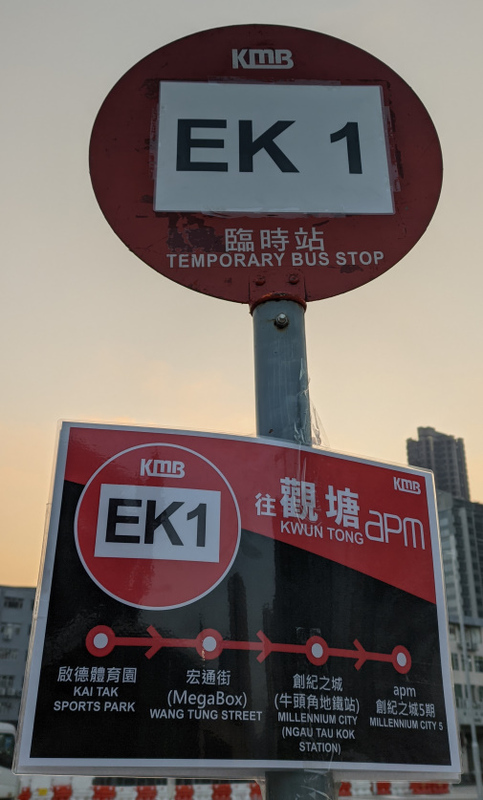 KMB
EK 1
臨時站
TEMPORARY BUS STOP
KMB
EK1
KMB
往觀塘apm
KWUN TONG
啟德體育園
KAI TAK
SPORTS PARK
宏通街
(MegaBox)
WANG TUNG STREET
創紀之城
(牛頭角地鐵站)
MILLENNIUM CITY
(NGAU TAU KOK
STATION)
apm
創紀之城5期
MILLENNIUM CITY 5